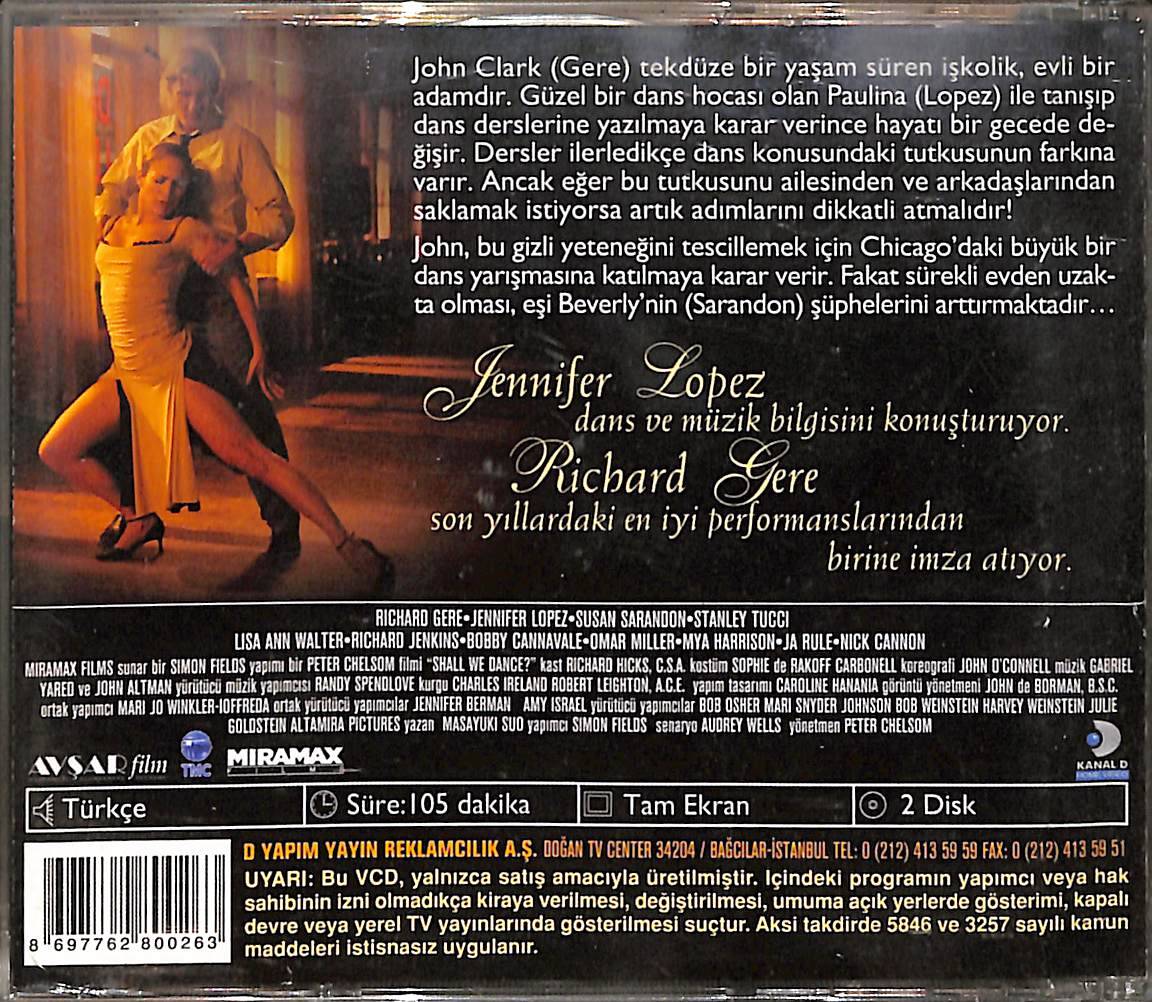 John Clark (Gere) tekdüze bir yaşam süren işkolik, evli bir
adamdır. Güzel bir dans hocası olan Paulina (Lopez) ile tanışıp
dans derslerine yazılmaya karar verince hayatı bir gecede de-
ğişir. Dersler ilerledikçe dans konusundaki tutkusunun farkına
varır. Ancak eğer bu tutkusunu ailesinden ve arkadaşlarından
saklamak istiyorsa artık adımlarını dikkatli atmalıdır!
John, bu gizli yeteneğini tescillemek için Chicago'daki büyük bir
dans yarışmasına katılmaya karar verir. Fakat sürekli evden uzak-
ta olması, eşi Beverly'nin (Sarandon) şüphelerini arttırmaktadır...
Jennifer Lopez
dans ve müzik bilgisini konuşturuyor.
Richard Gere
son yıllardaki en iyi performanslarından
birine imza atıyor.
RICHARD GERE•JENNIFER LOPEZ•SUSAN SARANDON•STANLEY TUCCI
LISA ANN WALTER•RICHARD JENKINS•BOBBY CANNAVALE•OMAR MILLER•MYA HARRISON•JA RULE•NICK CANNON
MIRAMAX FILMS sunar bir SIMON FIELDS yapımı bir PETER CHELSOM filmi "SHALL WE DANCE?" kast RICHARD HICKS, C.S.A. kostüm SOPHIE de RAKOFF CARBONELL koreografi JOHN O'CONNELL müzik GABRIEL
YARED ve JOHN ALTMAN yürütücü müzik yapımcısı RANDY SPENDLOVE kurgu CHARLES IRELAND ROBERT LEIGHTON, A.C.E. yapım tasarımı CAROLINE HANANIA görüntü yönetmeni JOHN de BORMAN, B.S.C.
ortak yapımcı MARI JO WINKLER-IOFFREDA ortak yürütücü yapımcılar JENNIFER BERMAN AMY ISRAEL yürütücü yapımcılar BOB OSHER MARI SNYDER JOHNSON BOB WEINSTEIN HARVEY WEINSTEIN JULIE
GOLDSTEIN ALTAMIRA PICTURES yazan MASAYUKI SUO yapımcı SIMON FIELDS senaryo AUDREY WELLS yönetmen PETER CHELSOM
AVŞAR film TMC MIRAMAX KANAL D
HOME VIDEO
Türkçe Süre:105 dakika Tam Ekran 2 Disk
D YAPIM YAYIN REKLAMCILIK A.Ş. DOĞAN TV CENTER 34204 / BAĞCILAR-İSTANBUL TEL: 0 (212) 413 59 59 FAX: 0 (212) 413 59 51
UYARI: Bu VCD, yalnızca satış amacıyla üretilmiştir. Içindeki programın yapımcı veya hak
sahibinin izni olmadıkça kiraya verilmesi, değiştirilmesi, umuma açık yerlerde gösterimi, kapalı
devre veya yerel TV yayınlarında gösterilmesi suçtur. Aksi takdirde 5846 ve 3257 sayılı kanun
maddeleri istisnasız uygulanır.
8 697762 800263